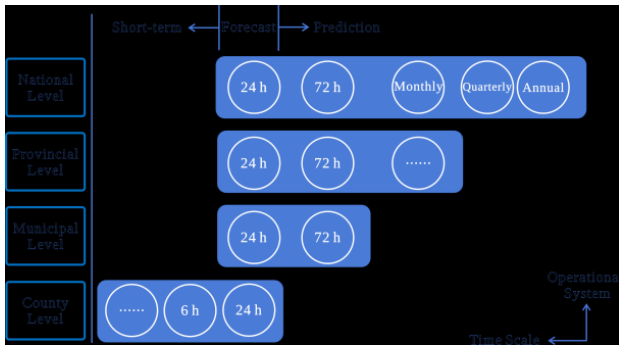 Short-term Forecast Prediction
National
Level
24 h 72 h Monthly Quarterly Annual
Provincial
Level
24 h 72 h ······
Municipal
Level
24 h 72 h
County
Level
······ 6 h 24 h
Operationa
System
Time Scale